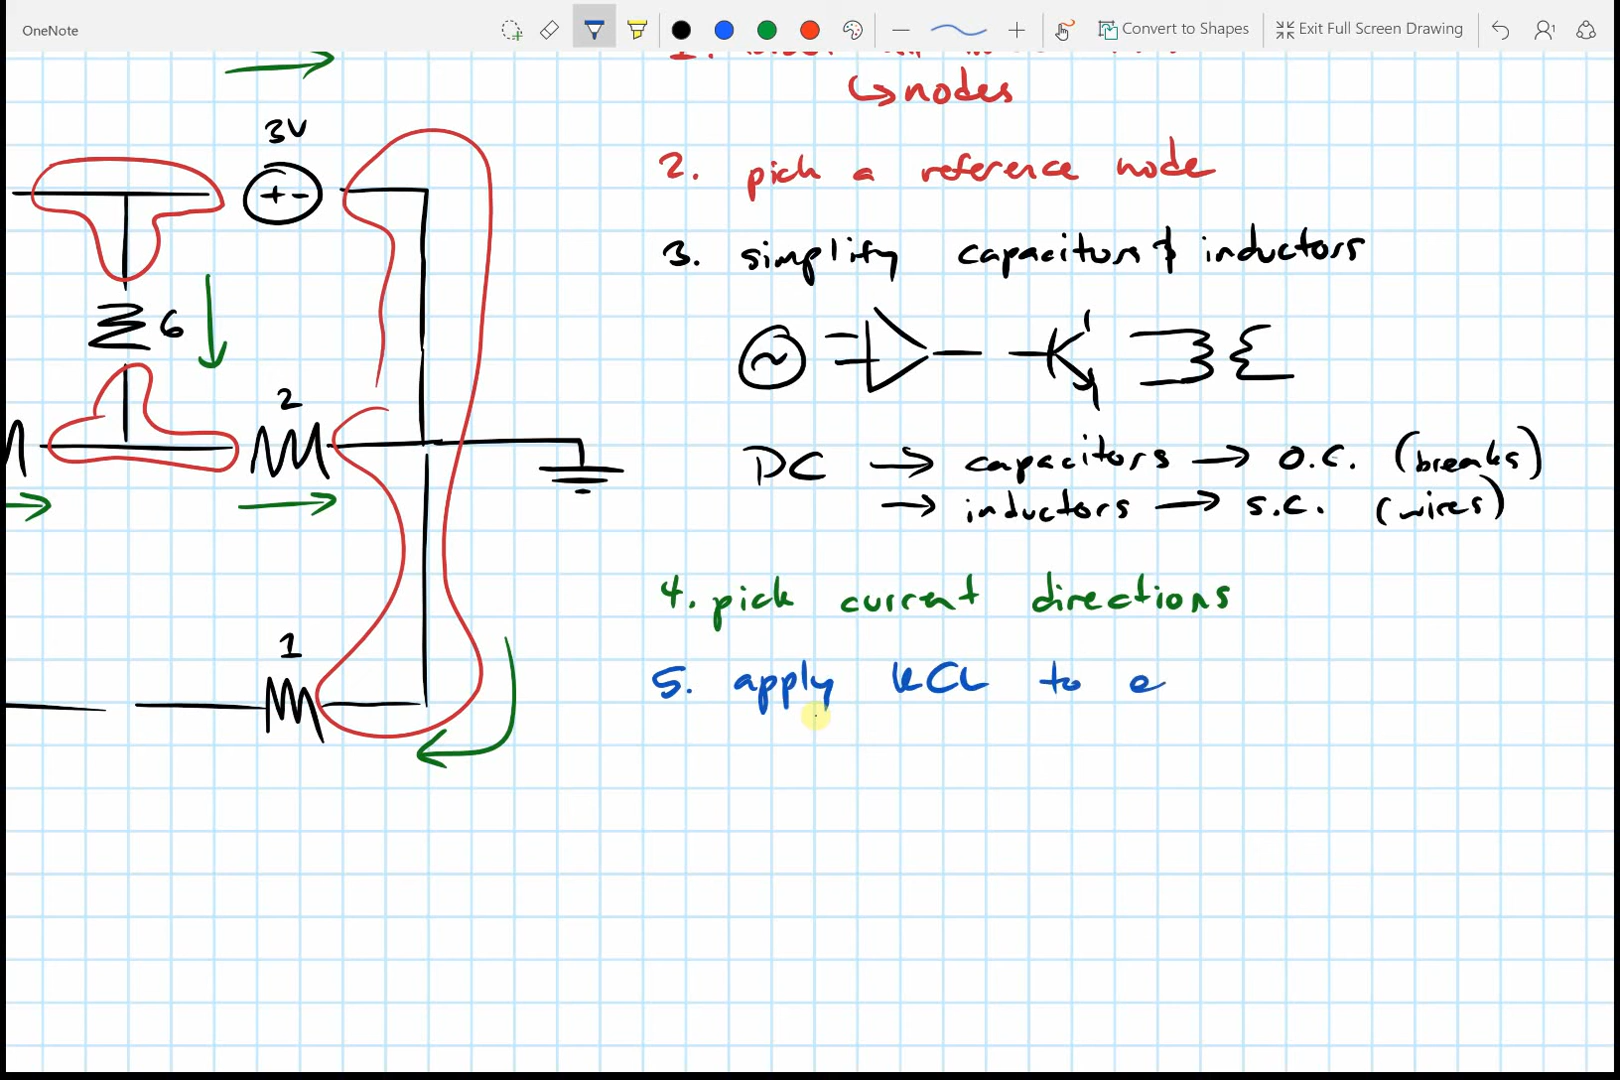 OneNote
Convert to Shapes
Exit Full Screen Drawing
1.
↳ nodes
3V
+ -
2. pick a reference node
3. simplify capacitors & inductors
6
2
DC → capacitors → O.C. (breaks)
→ inductors → S.C. (wires)
4. pick current directions
1
5. apply KCL to e